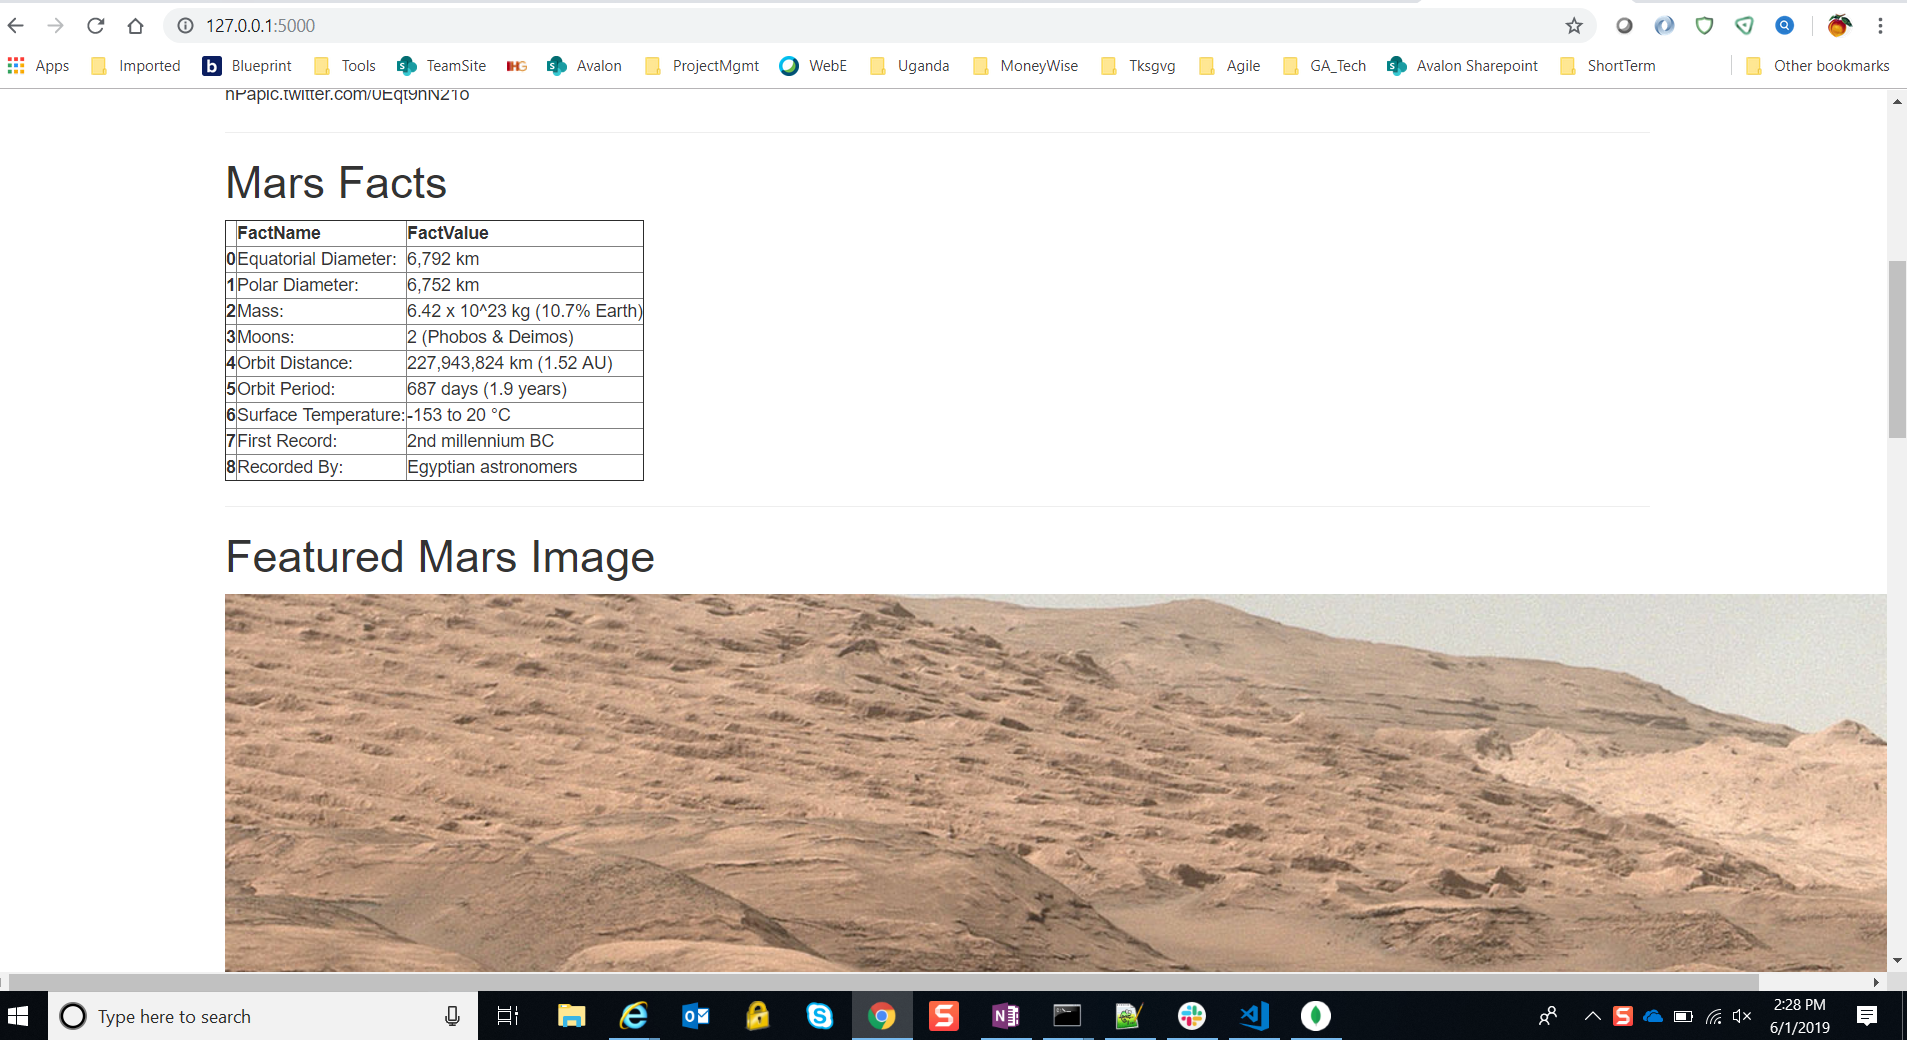 127.0.0.1:5000
Apps Imported Blueprint Tools TeamSite IHG Avalon ProjectMgmt WebE Uganda MoneyWise Tksgvg Agile GA_Tech Avalon Sharepoint ShortTerm Other bookmarks
Mars Facts
FactName FactValue
0 Equatorial Diameter: 6,792 km
1 Polar Diameter: 6,752 km
2 Mass: 6.42 x 10^23 kg (10.7% Earth)
3 Moons: 2 (Phobos & Deimos)
4 Orbit Distance: 227,943,824 km (1.52 AU)
5 Orbit Period: 687 days (1.9 years)
6 Surface Temperature: -153 to 20 °C
7 First Record: 2nd millennium BC
8 Recorded By: Egyptian astronomers
Featured Mars Image
Type here to search
2:28 PM
6/1/2019